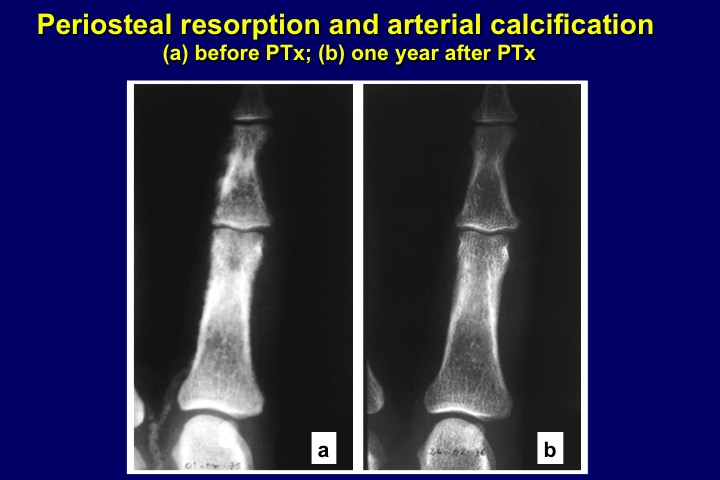 Periosteal resorption and arterial calcification
(a) before PTx; (b) one year after PTx
a
b